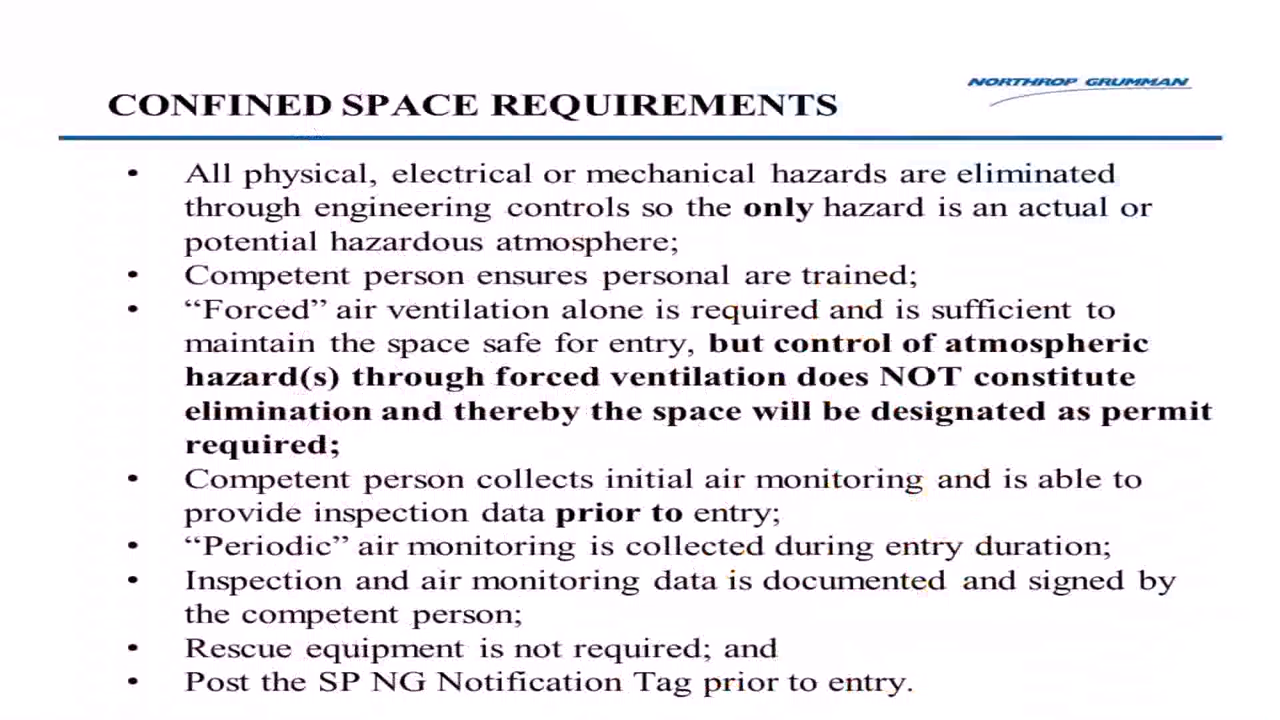 NORTHROP GRUMMAN
CONFINED SPACE REQUIREMENTS
• All physical, electrical or mechanical hazards are eliminated
through engineering controls so the only hazard is an actual or
potential hazardous atmosphere;
• Competent person ensures personal are trained;
• “Forced” air ventilation alone is required and is sufficient to
maintain the space safe for entry, but control of atmospheric
hazard(s) through forced ventilation does NOT constitute
elimination and thereby the space will be designated as permit
required;
• Competent person collects initial air monitoring and is able to
provide inspection data prior to entry;
• “Periodic” air monitoring is collected during entry duration;
• Inspection and air monitoring data is documented and signed by
the competent person;
• Rescue equipment is not required; and
• Post the SP NG Notification Tag prior to entry.